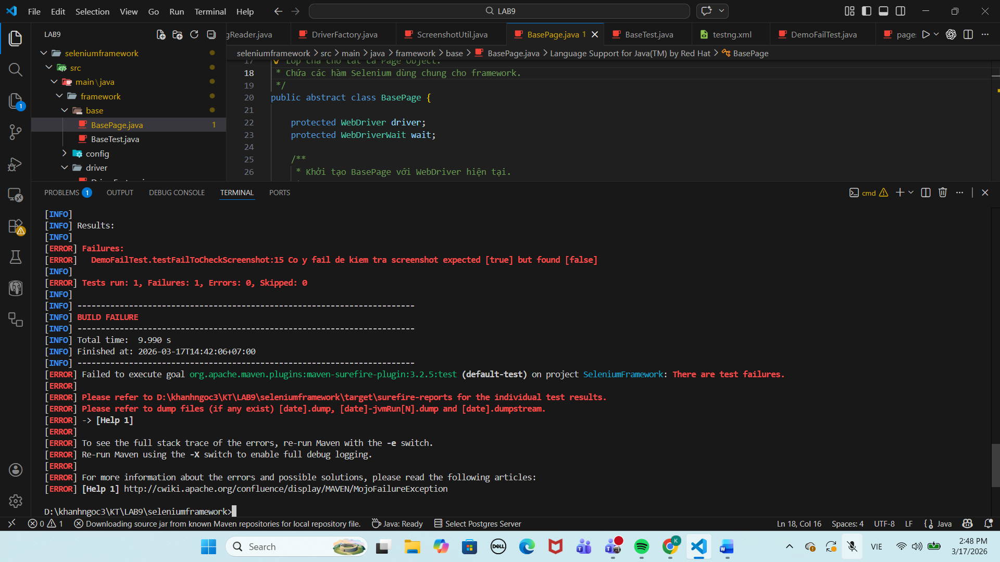 File Edit Selection View Go Run Terminal Help
LAB9
LAB9
gReader.java
DriverFactory.java
ScreenshotUtil.java
BasePage.java 1
BaseTest.java
testng.xml
DemoFailTest.java
page:
seleniumframework > src > main > java > framework > base > BasePage.java > Language Support for Java(TM) by Red Hat > BasePage
seleniumframework
src
main\java
framework
base
BasePage.java 1
BaseTest.java
config
driver
17 Lớp cha cho tất cả Page Object.
18 * Chứa các hàm Selenium dùng chung cho framework.
19 */
20 public abstract class BasePage {
21
22 protected WebDriver driver;
23 protected WebDriverWait wait;
24
25 /**
26 * Khởi tạo BasePage với WebDriver hiện tại.
1
PROBLEMS 1 OUTPUT DEBUG CONSOLE TERMINAL PORTS
cmd
[INFO]
[INFO] Results:
[INFO]
[ERROR] Failures:
[ERROR] DemoFailTest.testFailToCheckScreenshot:15 Co y fail de kiem tra screenshot expected [true] but found [false]
[INFO]
[ERROR] Tests run: 1, Failures: 1, Errors: 0, Skipped: 0
[INFO]
[INFO] ------------------------------------------------------------------------
[INFO] BUILD FAILURE
[INFO] ------------------------------------------------------------------------
[INFO] Total time:  9.990 s
[INFO] Finished at: 2026-03-17T14:42:06+07:00
[INFO] ------------------------------------------------------------------------
[ERROR] Failed to execute goal org.apache.maven.plugins:maven-surefire-plugin:3.2.5:test (default-test) on project SeleniumFramework: There are test failures.
[ERROR]
[ERROR] Please refer to D:\khanhngoc3\KT\LAB9\seleniumframework\target\surefire-reports for the individual test results.
[ERROR] Please refer to dump files (if any exist) [date].dump, [date]-jvmRun[N].dump and [date].dumpstream.
[ERROR] -> [Help 1]
[ERROR]
[ERROR] To see the full stack trace of the errors, re-run Maven with the -e switch.
[ERROR] Re-run Maven using the -X switch to enable full debug logging.
[ERROR]
[ERROR] For more information about the errors and possible solutions, please read the following articles:
[ERROR] [Help 1] http://cwiki.apache.org/confluence/display/MAVEN/MojoFailureException
D:\khanhngoc3\KT\LAB9\seleniumframework>
0 1 Downloading source jar from known Maven repositories for local repository file. Java: Ready Select Postgres Server
Ln 18, Col 16 Spaces: 4 UTF-8 LF {} Java
Search
DELL
K
VIE
2:48 PM
3/17/2026